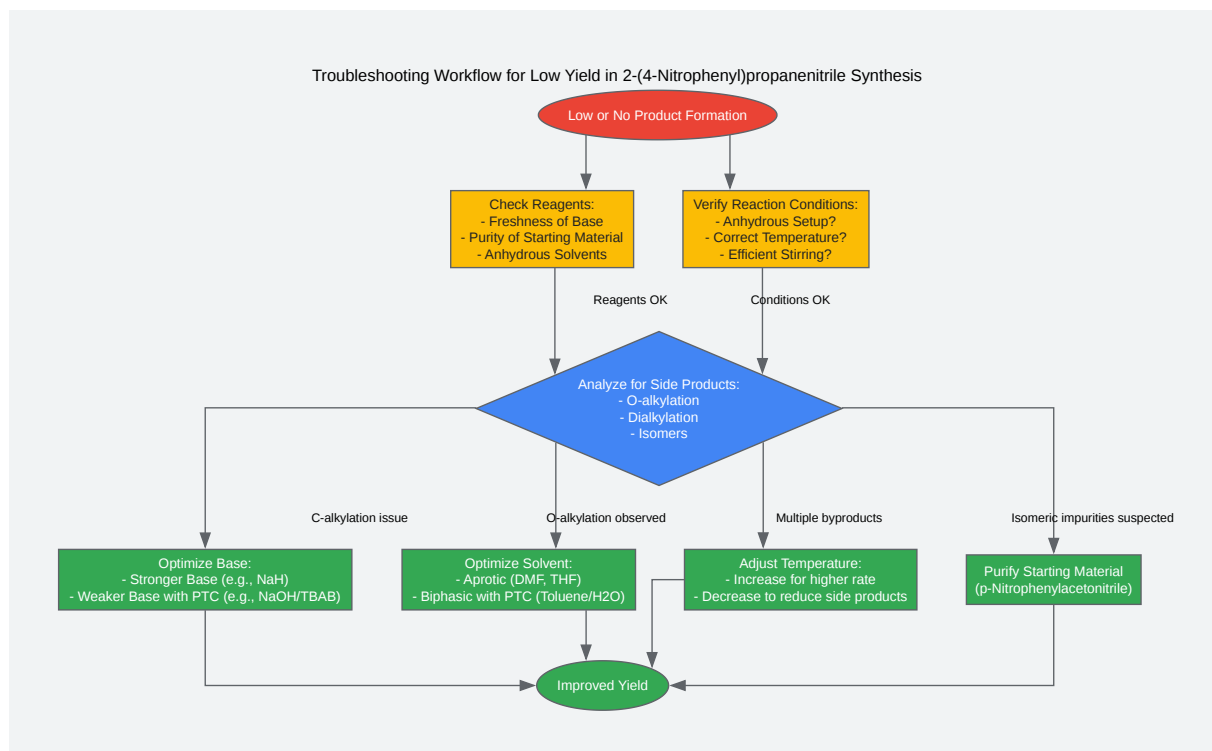 Troubleshooting Workflow for Low Yield in 2-(4-Nitrophenyl)propanenitrile Synthesis
Low or No Product Formation
Check Reagents:
- Freshness of Base
- Purity of Starting Material
- Anhydrous Solvents
Verify Reaction Conditions:
- Anhydrous Setup?
- Correct Temperature?
- Efficient Stirring?
Reagents OK
Conditions OK
Analyze for Side Products:
- O-alkylation
- Dialkylation
- Isomers
C-alkylation issue
O-alkylation observed
Multiple byproducts
Isomeric impurities suspected
Optimize Base:
- Stronger Base (e.g., NaH)
- Weaker Base with PTC (e.g., NaOH/TBAB)
Optimize Solvent:
- Aprotic (DMF, THF)
- Biphasic with PTC (Toluene/H2O)
Adjust Temperature:
- Increase for higher rate
- Decrease to reduce side products
Purify Starting Material
(p-Nitrophenylacetonitrile)
Improved Yield